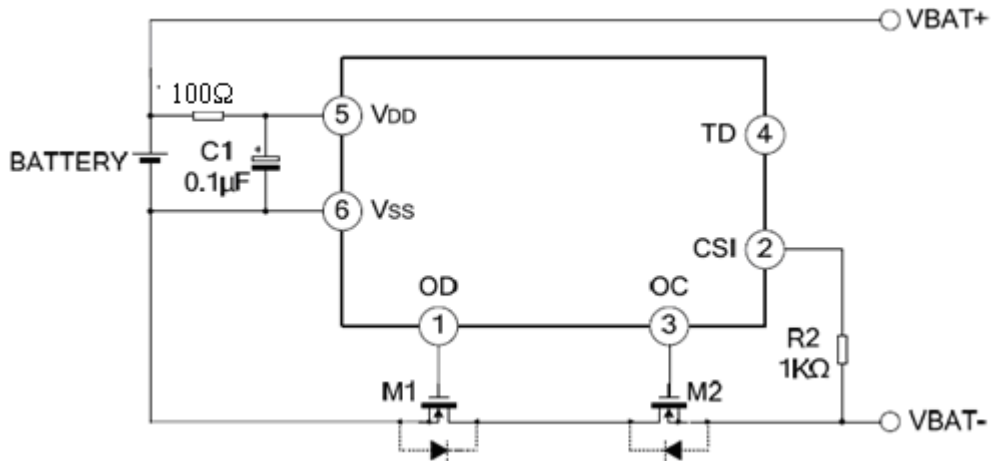 VBAT+
100Ω
5 VDD
TD 4
BATTERY
C1
0.1μF
6 VSS
CSI 2
OD
OC
1
3
R2
1KΩ
M1
M2
VBAT-